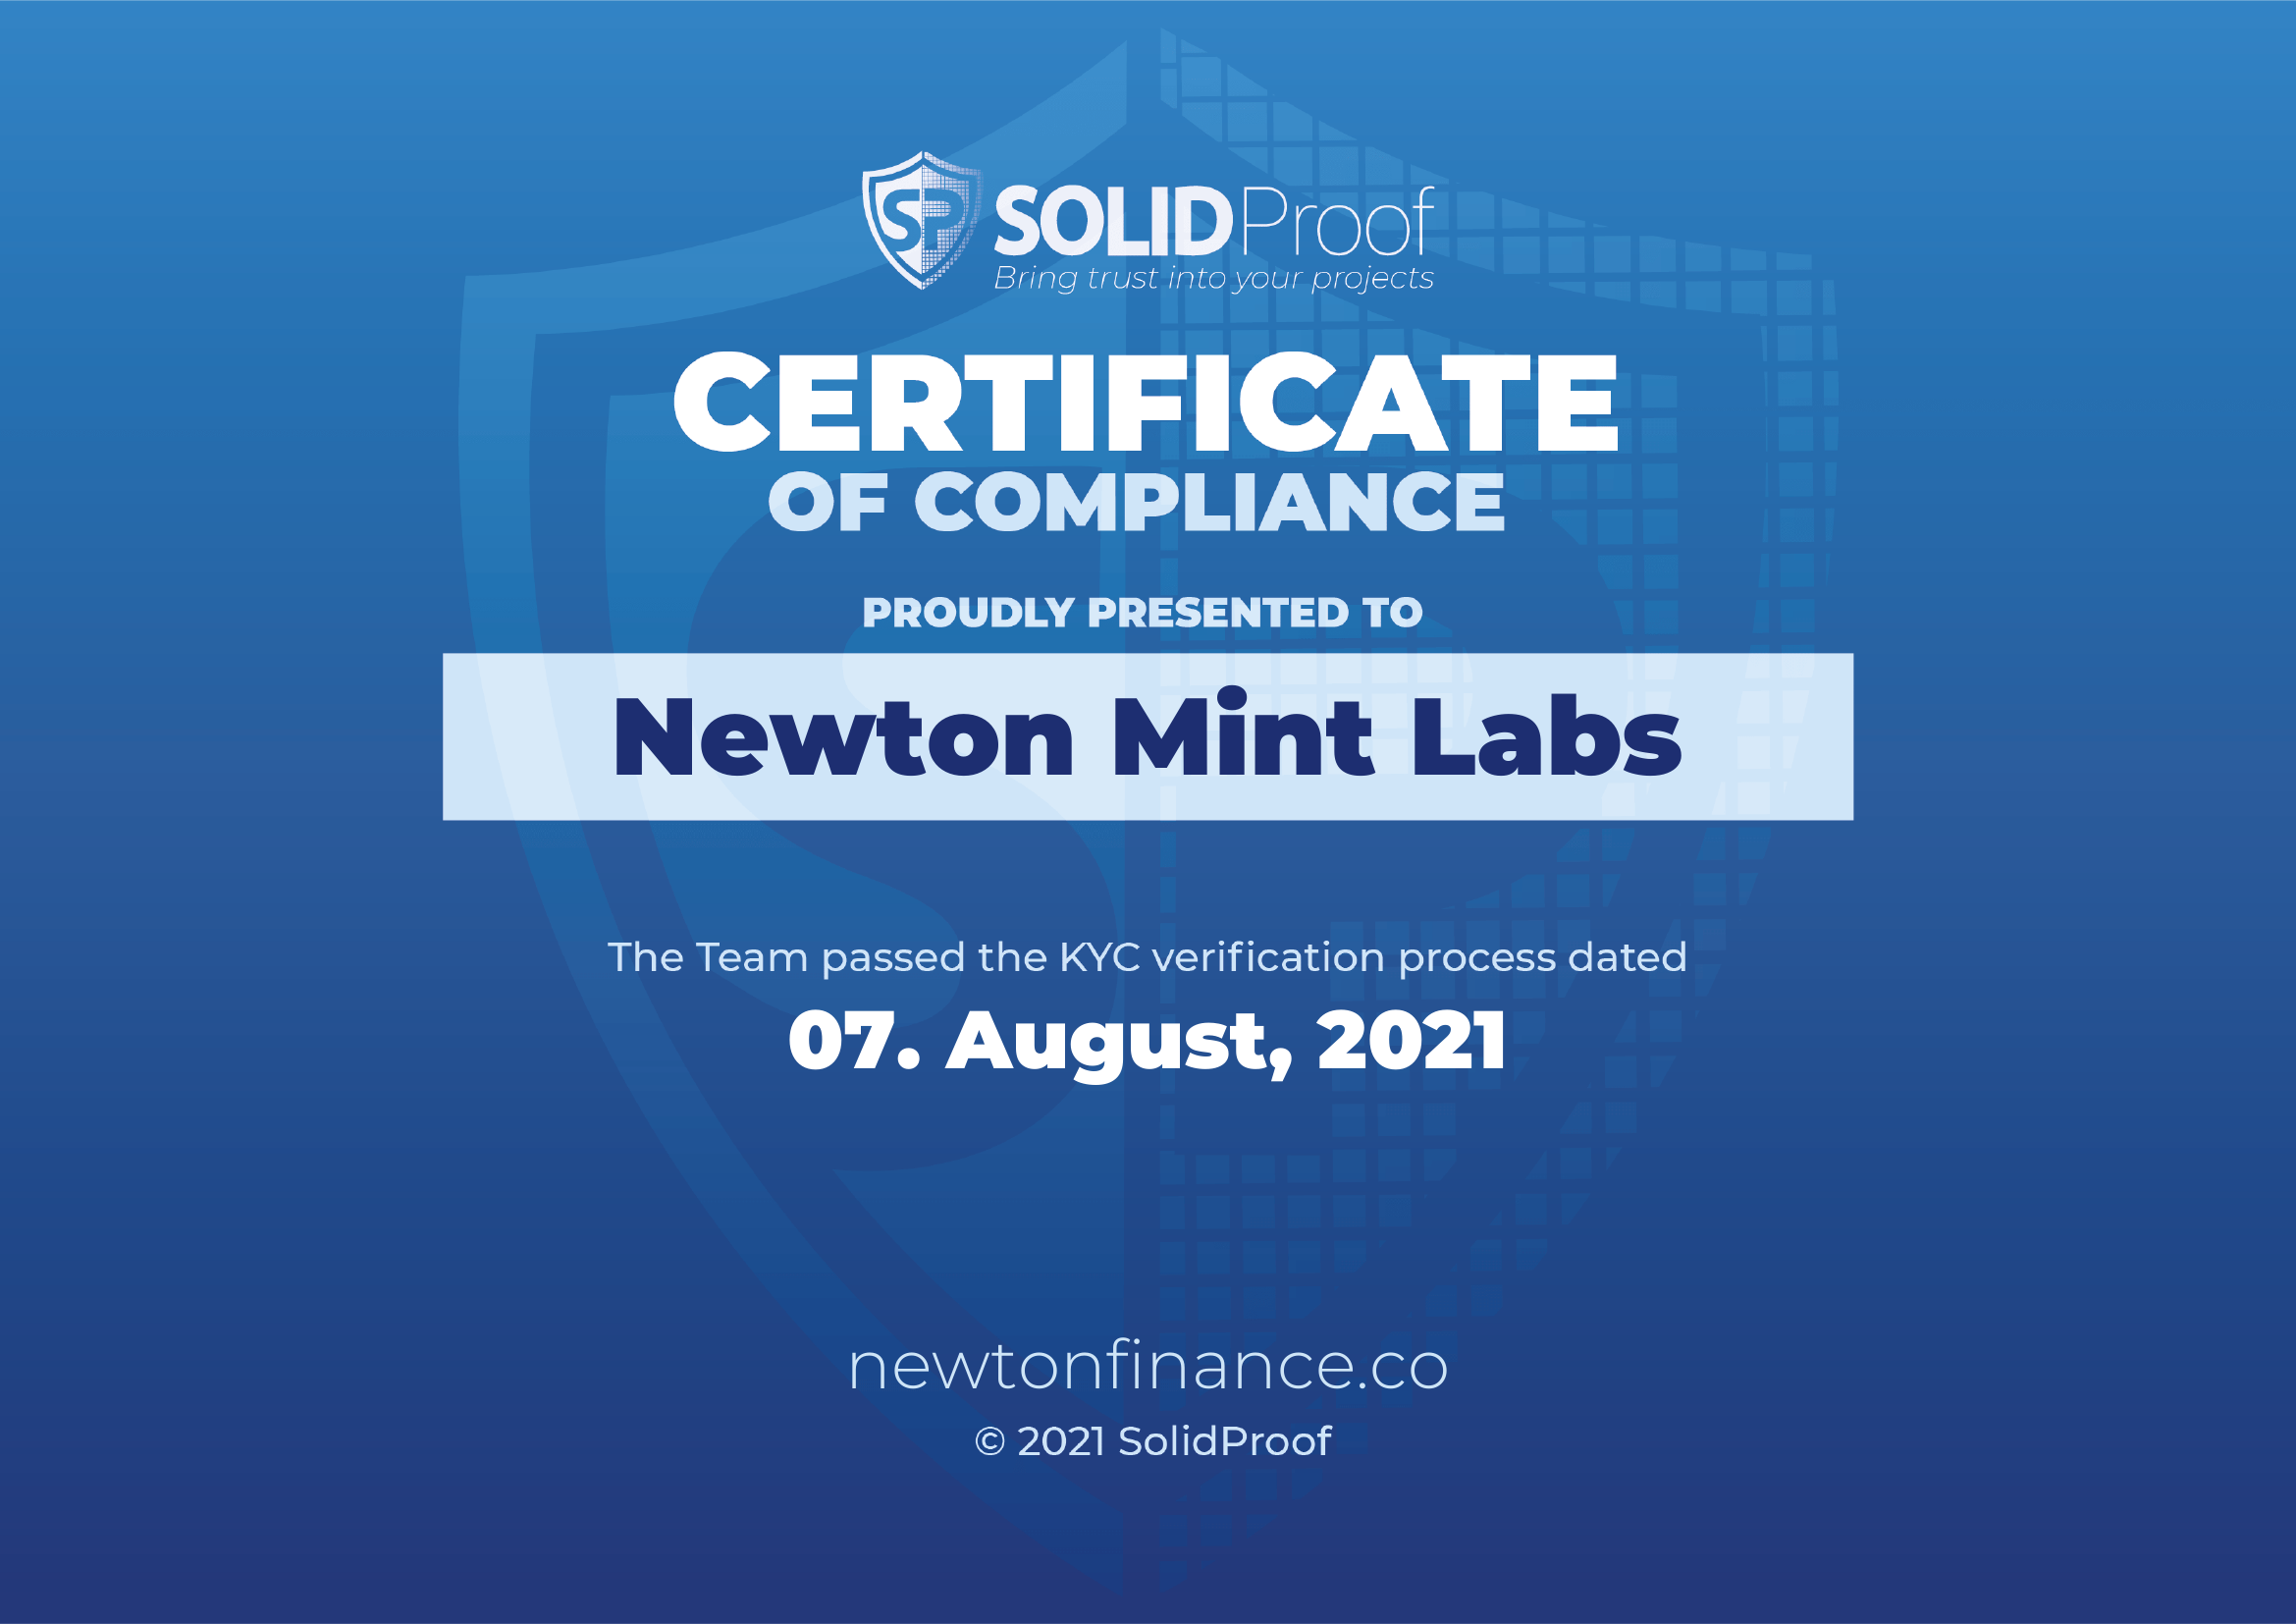 SP SOLIDProof
Bring trust into your projects
CERTIFICATE
OF COMPLIANCE
PROUDLY PRESENTED TO
Newton Mint Labs
The Team passed the KYC verification process dated
07. August, 2021
newtonfinance.co
© 2021 SolidProof